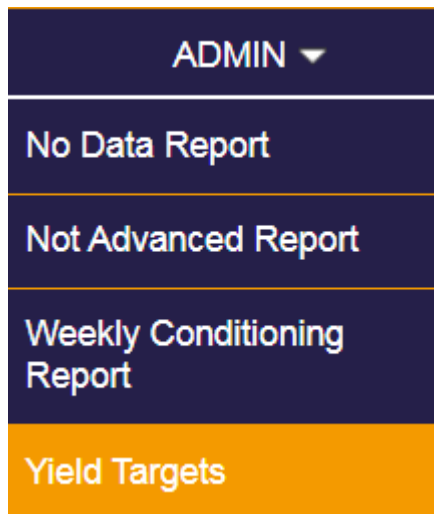 ADMIN
No Data Report
Not Advanced Report
Weekly Conditioning
Report
Yield Targets